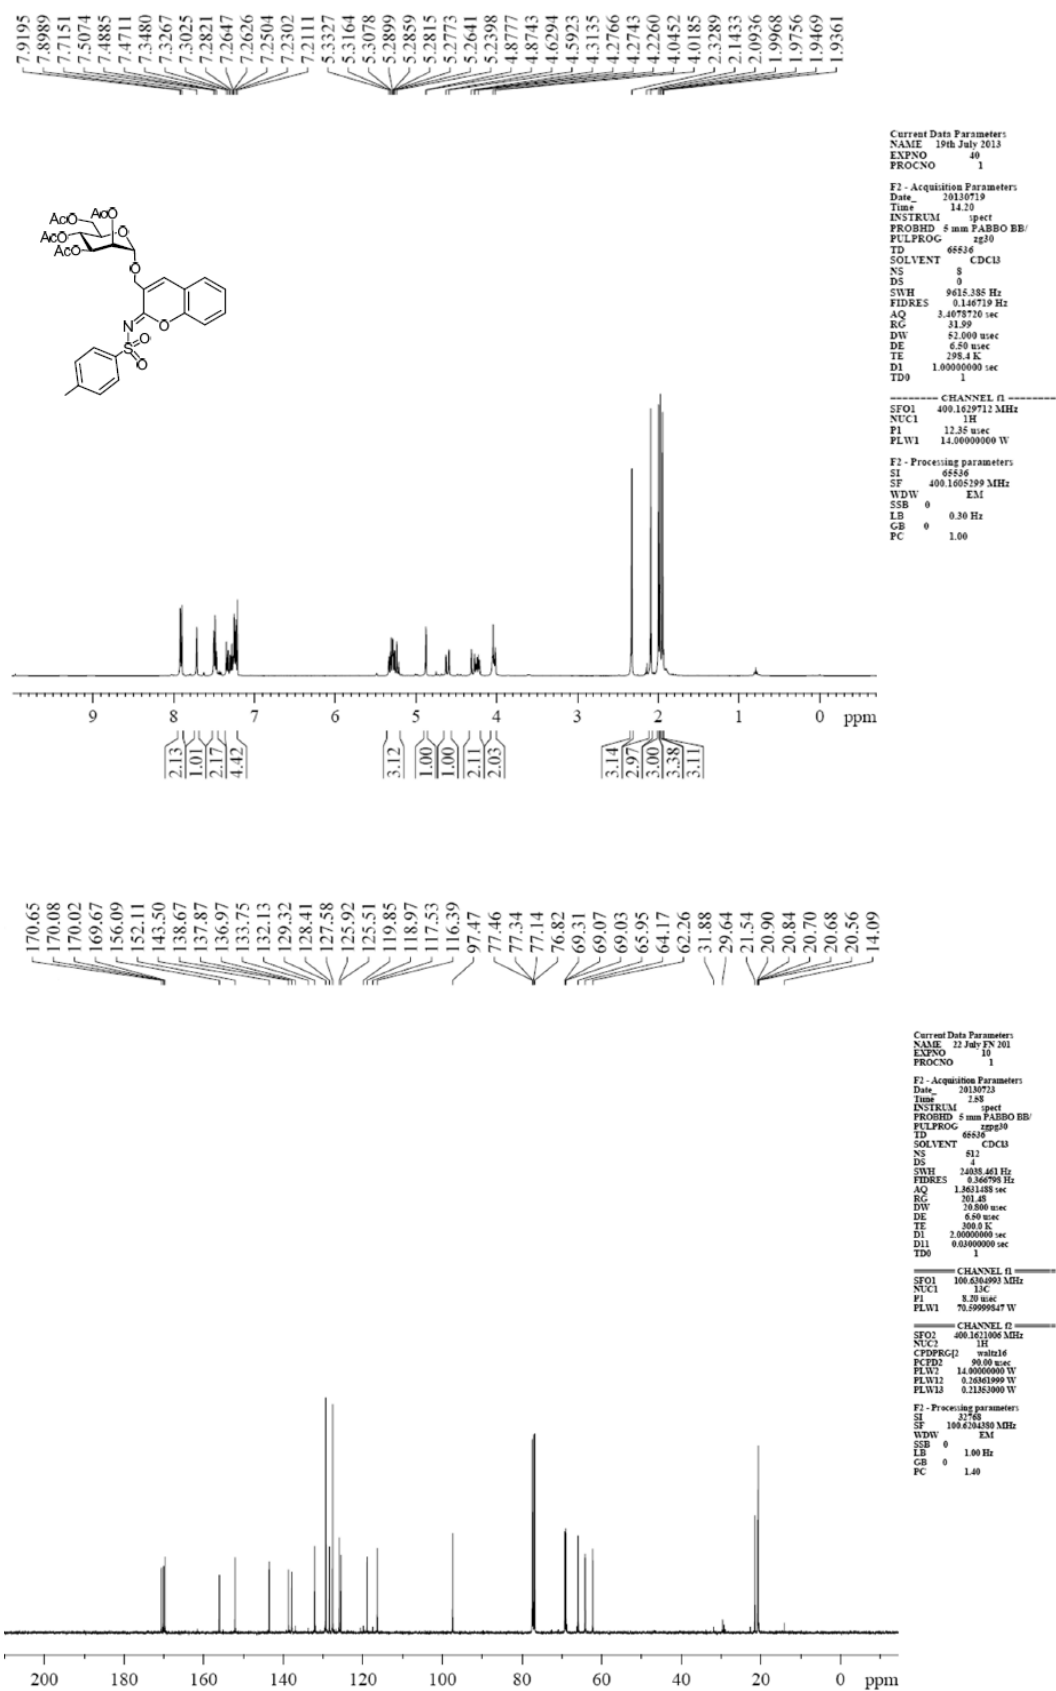 7.9195
7.8989
7.7151
7.5074
7.4885
7.4711
7.3480
7.3267
7.3025
7.2821
7.2647
7.2626
7.2504
7.2302
7.2111
5.3327
5.3164
5.3078
5.2899
5.2859
5.2815
5.2773
5.2641
5.2398
4.8777
4.8743
4.6294
4.5923
4.3135
4.2766
4.2743
4.2260
4.0452
4.0185
2.3289
2.1433
2.0936
1.9968
1.9756
1.9469
1.9361
Current Data Parameters
NAME 19th July 2013
EXPNO 40
PROCNO 1
F2 - Acquisition Parameters
Date_ 20130719
Time 14.20
INSTRUM spect
PROBHD 5 mm PABBO BB/
PULPROG zg30
TD 65536
SOLVENT CDCl3
NS 8
DS 0
SWH 9615.385 Hz
FIDRES 0.146719 Hz
AQ 3.4078720 sec
RG 31.99
DW 52.000 usec
DE 6.50 usec
TE 298.4 K
D1 1.00000000 sec
TD0 1
-------- CHANNEL f1 --------
SFO1 400.1629712 MHz
NUC1 1H
P1 12.35 usec
PLW1 14.00000000 W
F2 - Processing parameters
SI 65536
SF 400.1605299 MHz
WDW EM
SSB 0
LB 0.30 Hz
GB 0
PC 1.00
AcO AcO
AcO
AcO
O
O
O
N
S
O
O
9 8 7 6 5 4 3 2 1 0 ppm
2.13
1.01
2.17
4.42
3.12
1.00
1.00
2.11
2.03
3.14
2.97
3.00
3.38
3.11
170.65
170.08
170.02
169.67
156.09
152.11
143.50
138.67
137.87
136.97
133.75
132.13
129.32
128.41
127.58
125.92
125.51
119.85
118.97
117.53
116.39
97.47
77.46
77.34
77.14
76.82
69.31
69.07
69.03
65.95
64.17
62.26
31.88
29.64
21.54
20.90
20.84
20.70
20.68
20.56
14.09
Current Data Parameters
NAME 22 July FN 201
EXPNO 10
PROCNO 1
F2 - Acquisition Parameters
Date_ 20130723
Time 2.58
INSTRUM spect
PROBHD 5 mm PABBO BB/
PULPROG zgpg30
TD 65536
SOLVENT CDCl3
NS 512
DS 4
SWH 24038.461 Hz
FIDRES 0.366798 Hz
AQ 1.3631488 sec
RG 201.48
DW 20.800 usec
DE 6.50 usec
TE 300.0 K
D1 2.00000000 sec
D11 0.03000000 sec
TD0 1
======== CHANNEL f1 ========
SFO1 100.6304993 MHz
NUC1 13C
P1 8.20 usec
PLW1 70.59999847 W
======== CHANNEL f2 ========
SFO2 400.1621006 MHz
NUC2 1H
CPDPRG[2 waltz16
PCPD2 90.00 usec
PLW2 14.00000000 W
PLW12 0.26361999 W
PLW13 0.21353000 W
F2 - Processing parameters
SI 32768
SF 100.6204380 MHz
WDW EM
SSB 0
LB 1.00 Hz
GB 0
PC 1.40
200 180 160 140 120 100 80 60 40 20 0 ppm